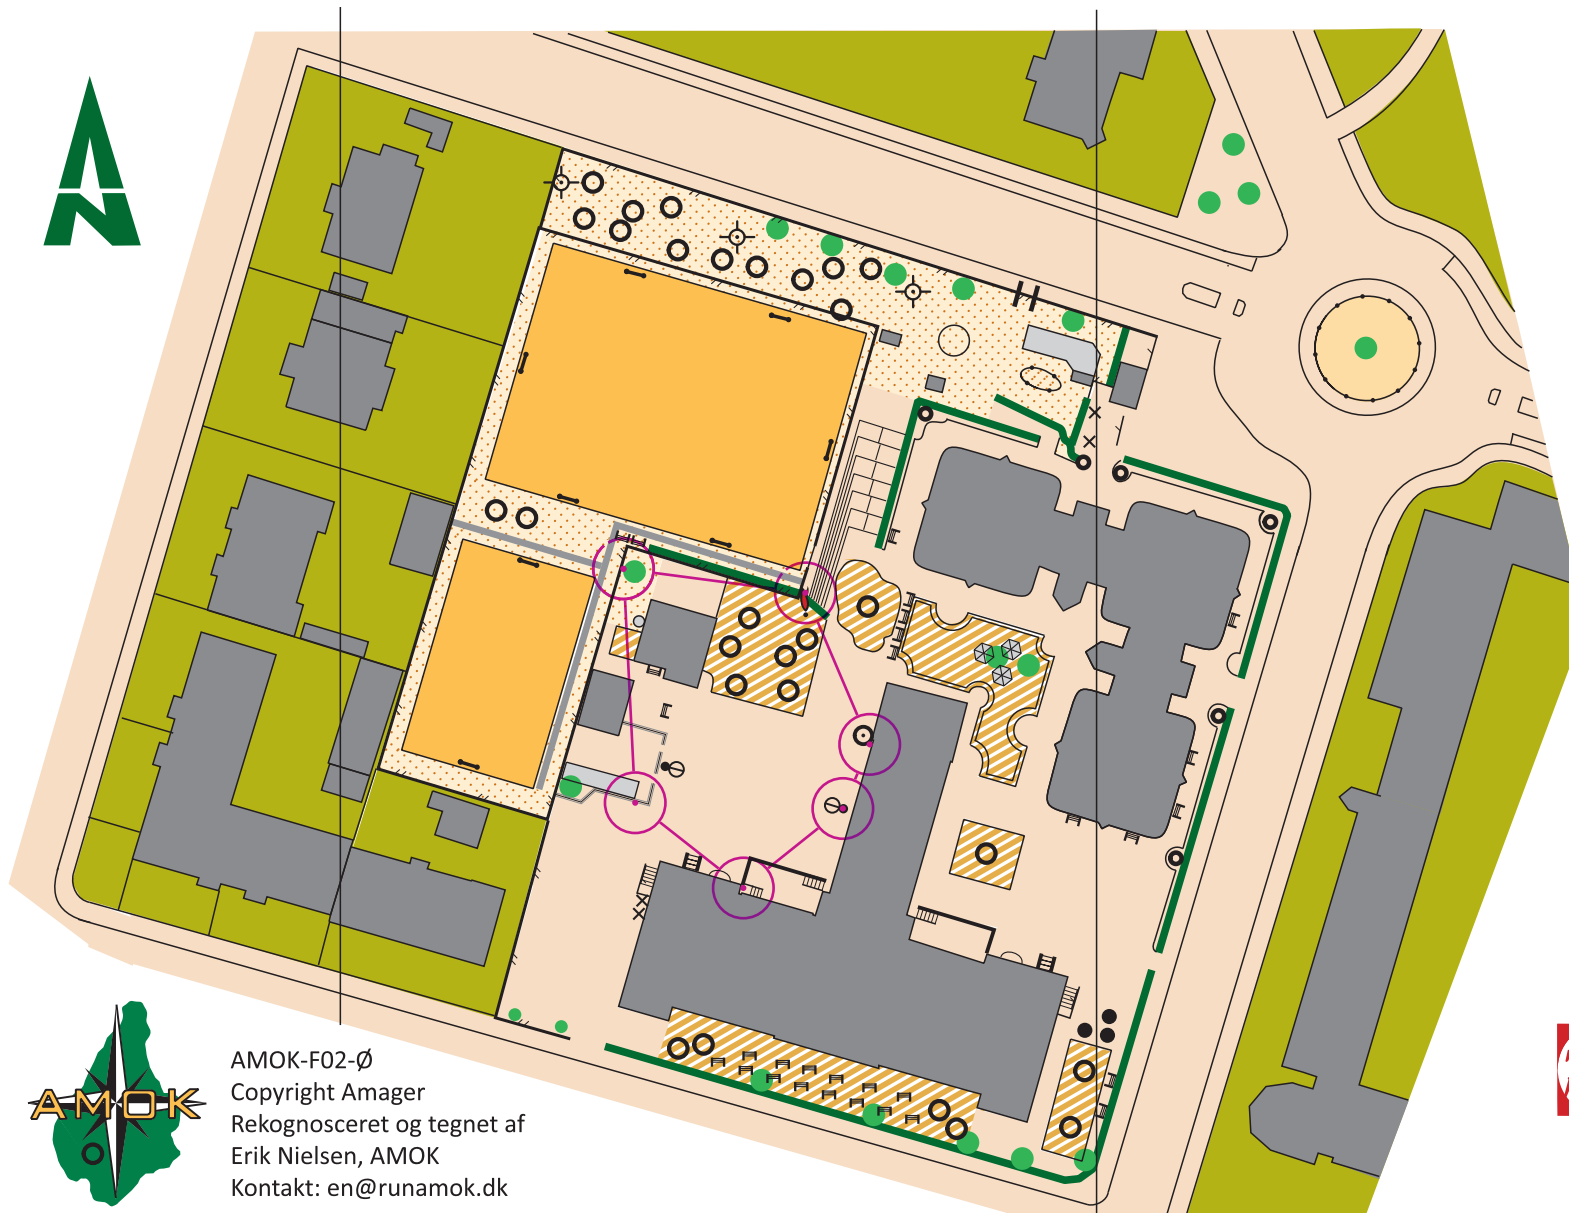 AMOK
AMOK-F02-Ø
Copyright Amager
Rekognosceret og tegnet af
Erik Nielsen, AMOK
Kontakt: en@runamok.dk